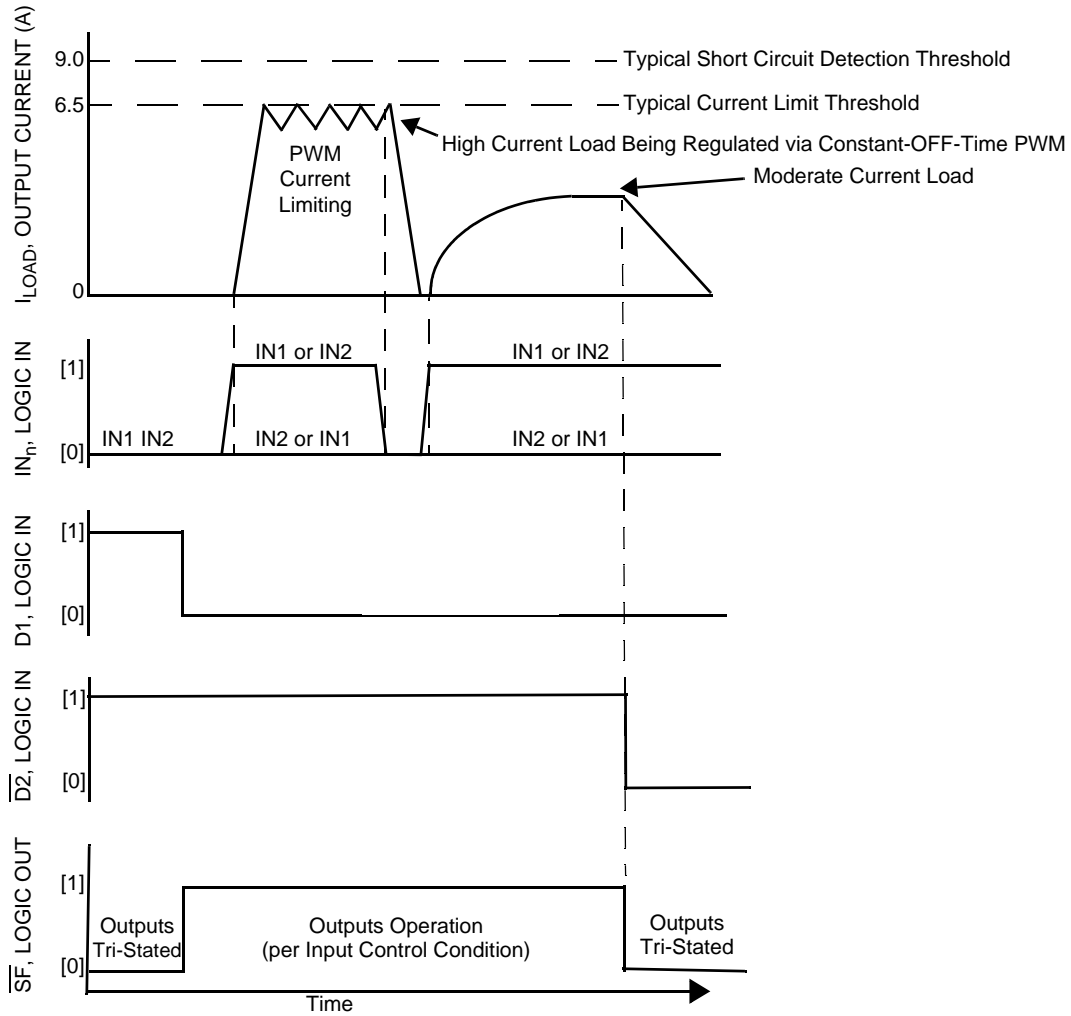 I_LOAD, OUTPUT CURRENT (A)
9.0
Typical Short Circuit Detection Threshold
6.5
Typical Current Limit Threshold
High Current Load Being Regulated via Constant-OFF-Time PWM
PWM
Current
Limiting
Moderate Current Load
0
IN_n, LOGIC IN
[1]
IN1 or IN2
IN1 or IN2
[0]
IN1 IN2
IN2 or IN1
IN2 or IN1
D1, LOGIC IN
[1]
[0]
D2, LOGIC IN
[1]
[0]
SF, LOGIC OUT
[1]
Outputs
Tri-Stated
Outputs Operation
(per Input Control Condition)
Outputs
Tri-Stated
[0]
Time